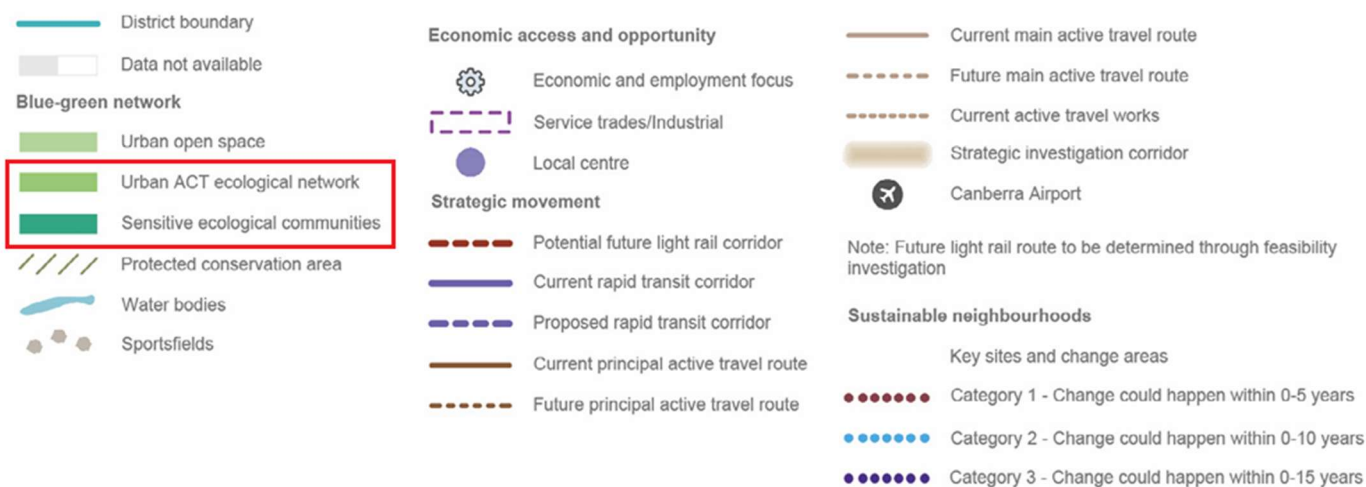 District boundary
Data not available
Blue-green network
Urban open space
Urban ACT ecological network
Sensitive ecological communities
Protected conservation area
Water bodies
Sportsfields
Economic access and opportunity
Economic and employment focus
Service trades/Industrial
Local centre
Strategic movement
Potential future light rail corridor
Current rapid transit corridor
Proposed rapid transit corridor
Current principal active travel route
Future principal active travel route
Current main active travel route
Future main active travel route
Current active travel works
Strategic investigation corridor
Canberra Airport
Note: Future light rail route to be determined through feasibility
investigation
Sustainable neighbourhoods
Key sites and change areas
Category 1 - Change could happen within 0-5 years
Category 2 - Change could happen within 0-10 years
Category 3 - Change could happen within 0-15 years